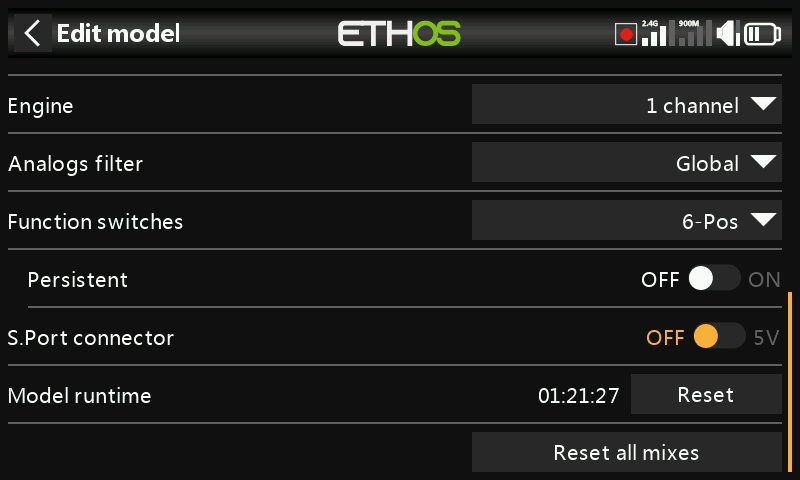 Edit model
ETHOS
2.4G
900M
Engine
1 channel
Analogs filter
Global
Function switches
6-Pos
Persistent
OFF ON
S.Port connector
OFF 5V
Model runtime
01:21:27
Reset
Reset all mixes